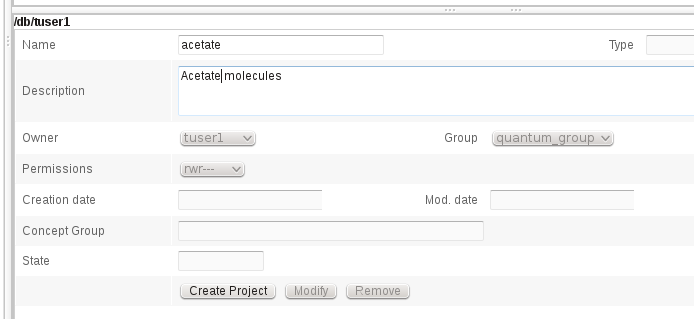 /db/tuser1
Name acetate Type
Description Acetate molecules
Owner tuser1 Group quantum_group
Permissions rwr---
Creation date Mod. date
Concept Group
State
Create Project Modify Remove